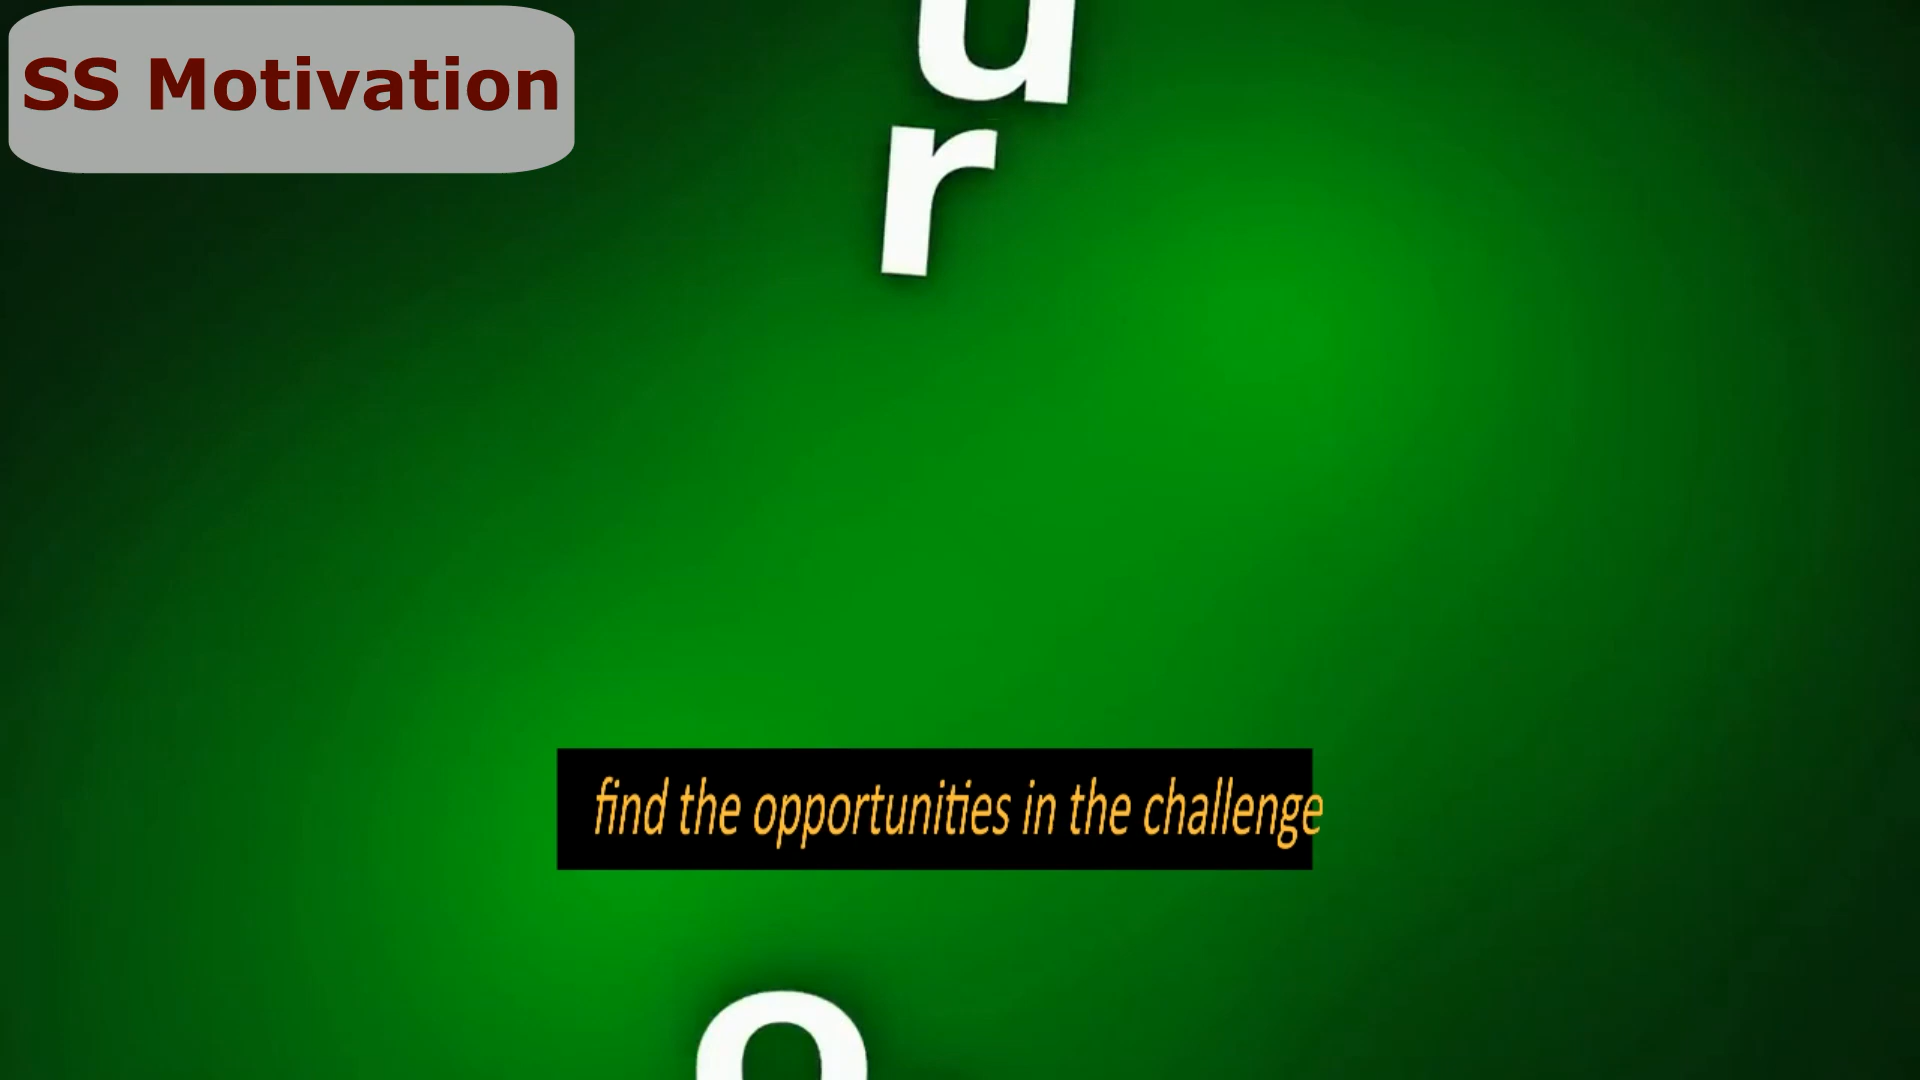 SS Motivation
u
r
find the opportunities in the challenge
o